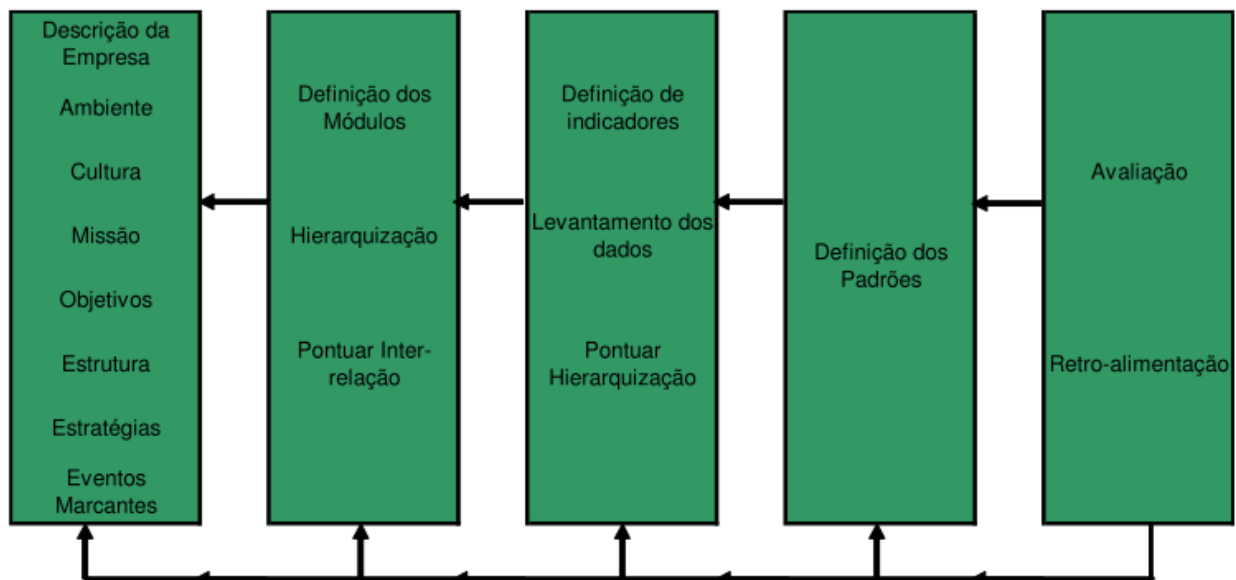 Descrição da
Empresa
Ambiente
Cultura
Missão
Objetivos
Estrutura
Estratégias
Eventos
Marcantes
Definição dos
Módulos
Hierarquização
Pontuar Inter-
relação
Definição de
indicadores
Levantamento dos
dados
Pontuar
Hierarquização
Definição dos
Padrões
Avaliação
Retro-alimentação